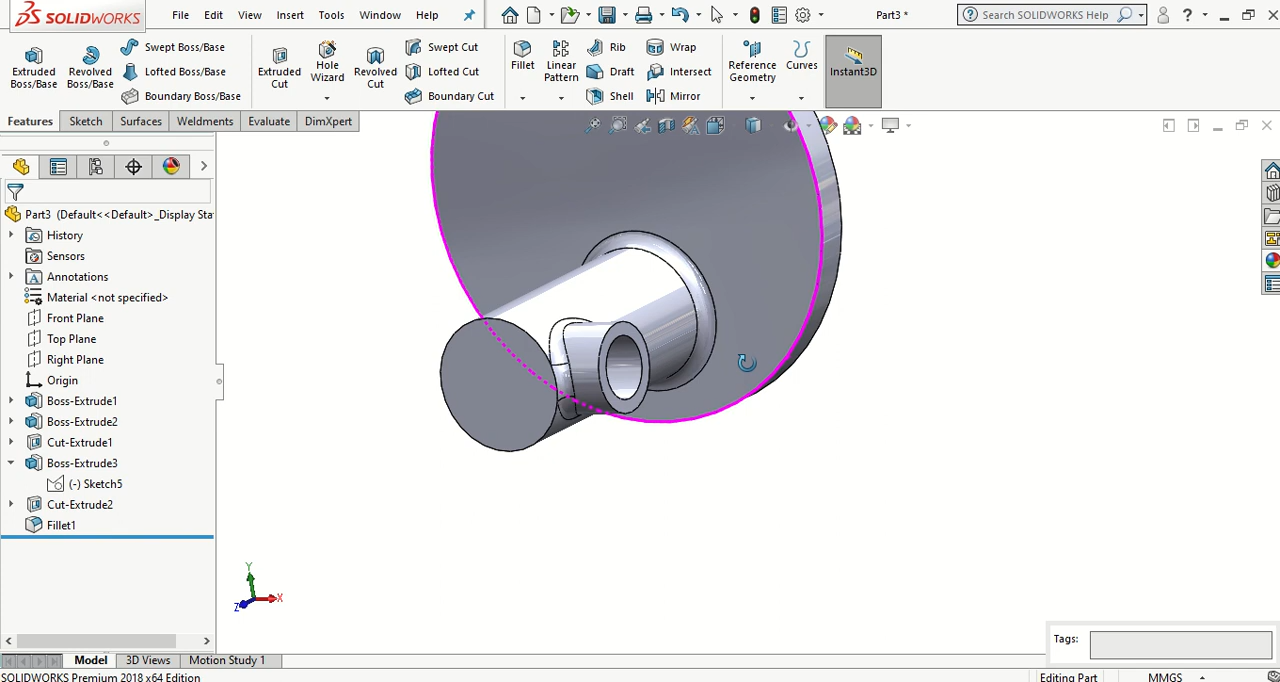 SOLIDWORKS File Edit View Insert Tools Window Help Part3 * Search SOLIDWORKS Help ?
Extruded Boss/Base
Revolved Boss/Base
Swept Boss/Base
Lofted Boss/Base
Boundary Boss/Base
Extruded Cut
Hole Wizard
Revolved Cut
Swept Cut
Lofted Cut
Boundary Cut
Fillet
Linear Pattern
Rib
Draft
Shell
Wrap
Intersect
Mirror
Reference Geometry
Curves
Instant3D
Features Sketch Surfaces Weldments Evaluate DimXpert
Part3 (Default<<Default>_Display Sta
History
Sensors
Annotations
Material <not specified>
Front Plane
Top Plane
Right Plane
Origin
Boss-Extrude1
Boss-Extrude2
Cut-Extrude1
Boss-Extrude3
(-) Sketch5
Cut-Extrude2
Fillet1
Y
X
Z
Tags:
Model 3D Views Motion Study 1
SOLIDWORKS Premium 2018 x64 Edition Editing Part MMGS